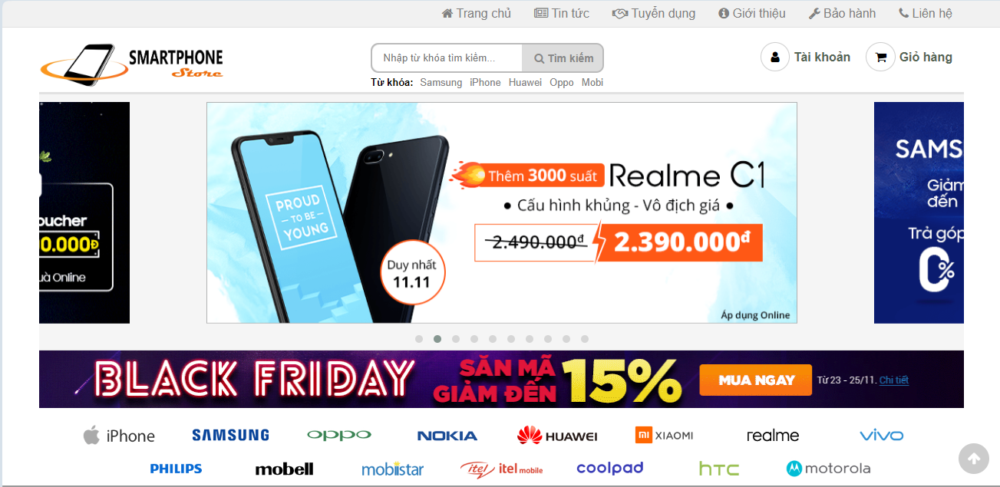 Trang chủ Tin tức Tuyển dụng Giới thiệu Bảo hành Liên hệ
SMARTPHONE
Store
Nhập từ khóa tìm kiếm... Tìm kiếm
Tài khoản Giỏ hàng
Từ khóa: Samsung iPhone Huawei Oppo Mobi
oucher
0.000Đ
uà Online
PROUD
TO BE
YOUNG
Duy nhất
11.11
Thêm 3000 suất Realme C1
• Cấu hình khủng - Vô địch giá •
2.490.000đ 2.390.000đ
Áp dụng Online
SAMS
Giảm
đến
Trả góp
0%
BLACK FRIDAY
SĂN MÃ
GIẢM ĐẾN
15%
MUA NGAY
Từ 23 - 25/11. Chi tiết
iPhone SAMSUNG oppo NOKIA HUAWEI mi XIAOMI realme vivo
PHILIPS mobell mobiistar itel itel mobile coolpad hTC motorola